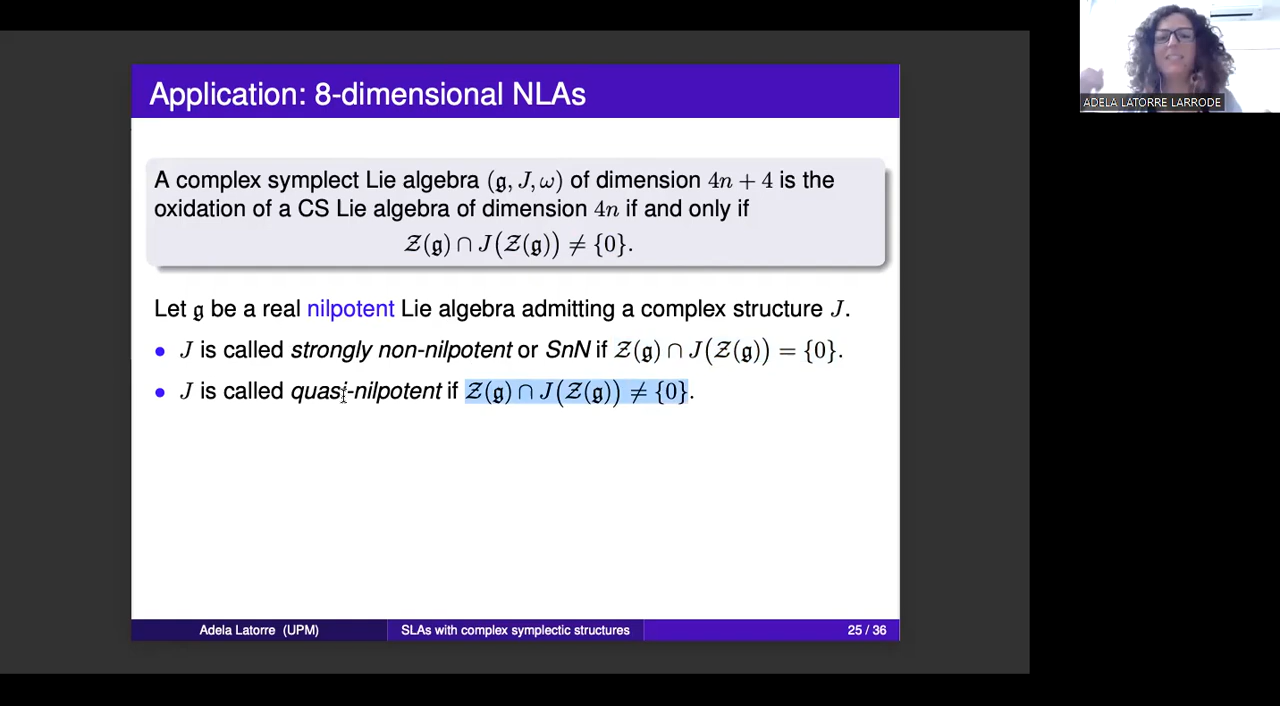 Application: 8-dimensional NLAs
A complex symplect Lie algebra (𝔤, J, ω) of dimension 4n + 4 is the
oxidation of a CS Lie algebra of dimension 4n if and only if
𝒵(𝔤) ∩ J(𝒵(𝔤)) ≠ {0}.
Let 𝔤 be a real nilpotent Lie algebra admitting a complex structure J.
• J is called strongly non-nilpotent or SnN if 𝒵(𝔤) ∩ J(𝒵(𝔤)) = {0}.
• J is called quasi-nilpotent if 𝒵(𝔤) ∩ J(𝒵(𝔤)) ≠ {0}.
Adela Latorre (UPM) SLAs with complex symplectic structures 25 / 36
ADELA LATORRE LARRODE